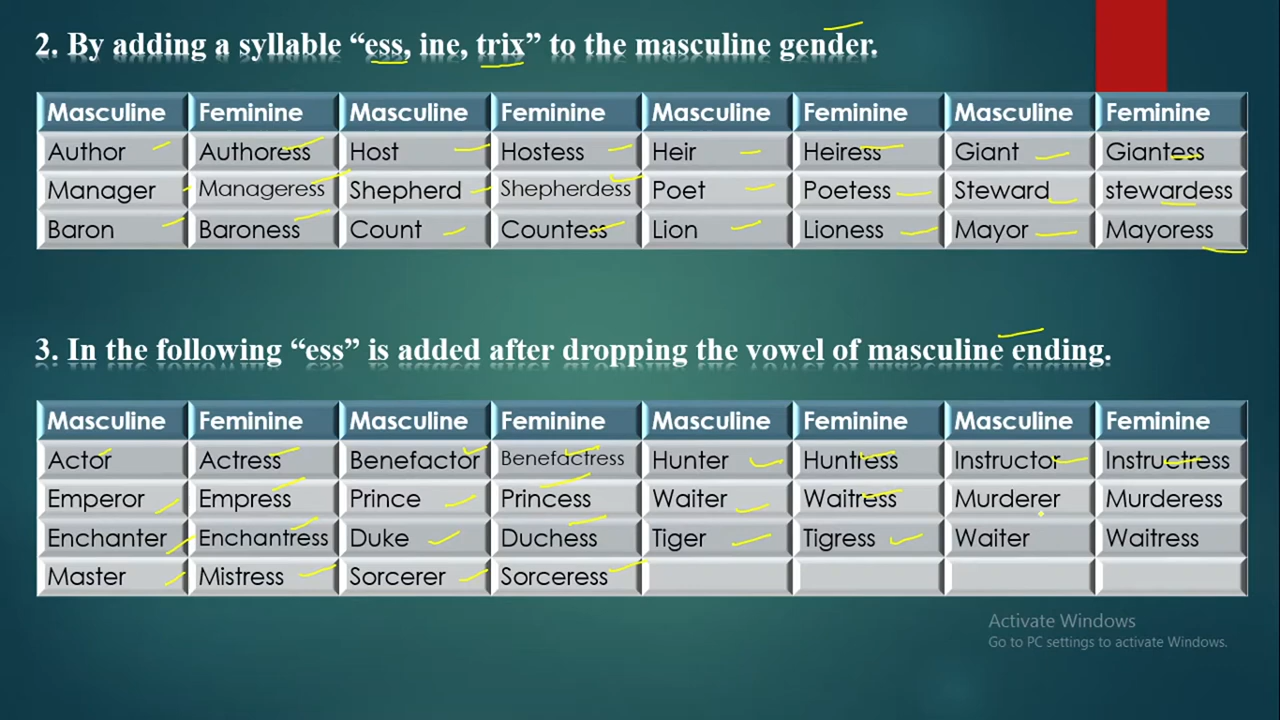 2. By adding a syllable “ess, ine, trix” to the masculine gender.
Masculine Feminine Masculine Feminine Masculine Feminine Masculine Feminine
Author Authoress Host Hostess Heir Heiress Giant Giantess
Manager Manageress Shepherd Shepherdess Poet Poetess Steward stewardess
Baron Baroness Count Countess Lion Lioness Mayor Mayoress
3. In the following “ess” is added after dropping the vowel of masculine ending.
Masculine Feminine Masculine Feminine Masculine Feminine Masculine Feminine
Actor Actress Benefactor Benefactress Hunter Huntress Instructor Instructress
Emperor Empress Prince Princess Waiter Waitress Murderer Murderess
Enchanter Enchantress Duke Duchess Tiger Tigress Waiter Waitress
Master Mistress Sorcerer Sorceress
Activate Windows
Go to PC settings to activate Windows.